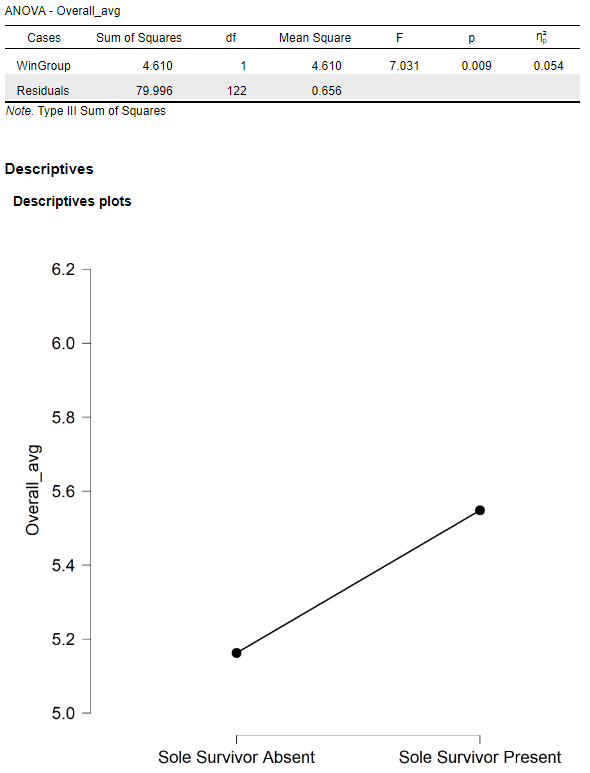 ANOVA - Overall_avg
Cases Sum of Squares df Mean Square F p η²p
WinGroup 4.610 1 4.610 7.031 0.009 0.054
Residuals 79.996 122 0.656
Note. Type III Sum of Squares
Descriptives
Descriptives plots
6.2
6.0
5.8
5.6
5.4
5.2
5.0
Overall_avg
Sole Survivor Absent Sole Survivor Present